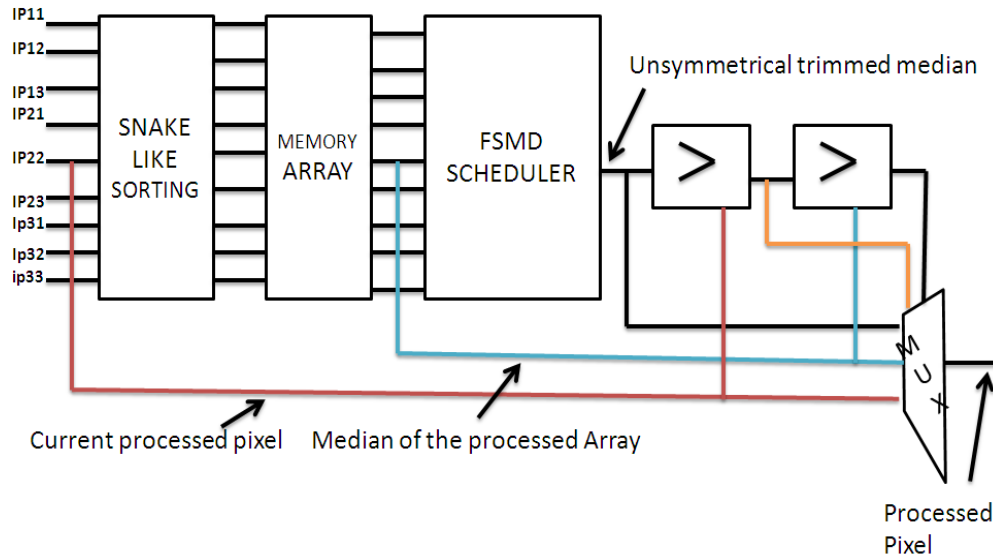 IP11
IP12
IP13
IP21
IP22
IP23
Ip31
Ip32
ip33
SNAKE
LIKE
SORTING
MEMORY
ARRAY
FSMD
SCHEDULER
Unsymmetrical trimmed median
>
>
M
U
X
Current processed pixel
Median of the processed Array
Processed
Pixel